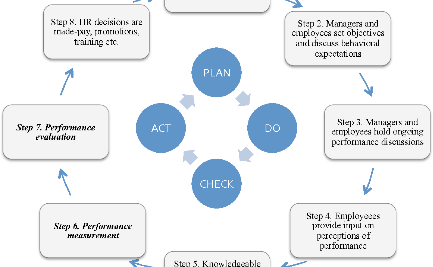 Step 8. HR decisions are
made-pay, promotions,
training etc.
Step 2. Managers and
employees set objectives
and discuss behavioral
expectations
PLAN
Step 7. Performance
evaluation
ACT
DO
Step 3. Managers and
employees hold ongoing
performance discussions
CHECK
Step 6. Performance
measurement
Step 4. Employees
provide input on
perceptions of
performance
Step 5. Knowledgeable